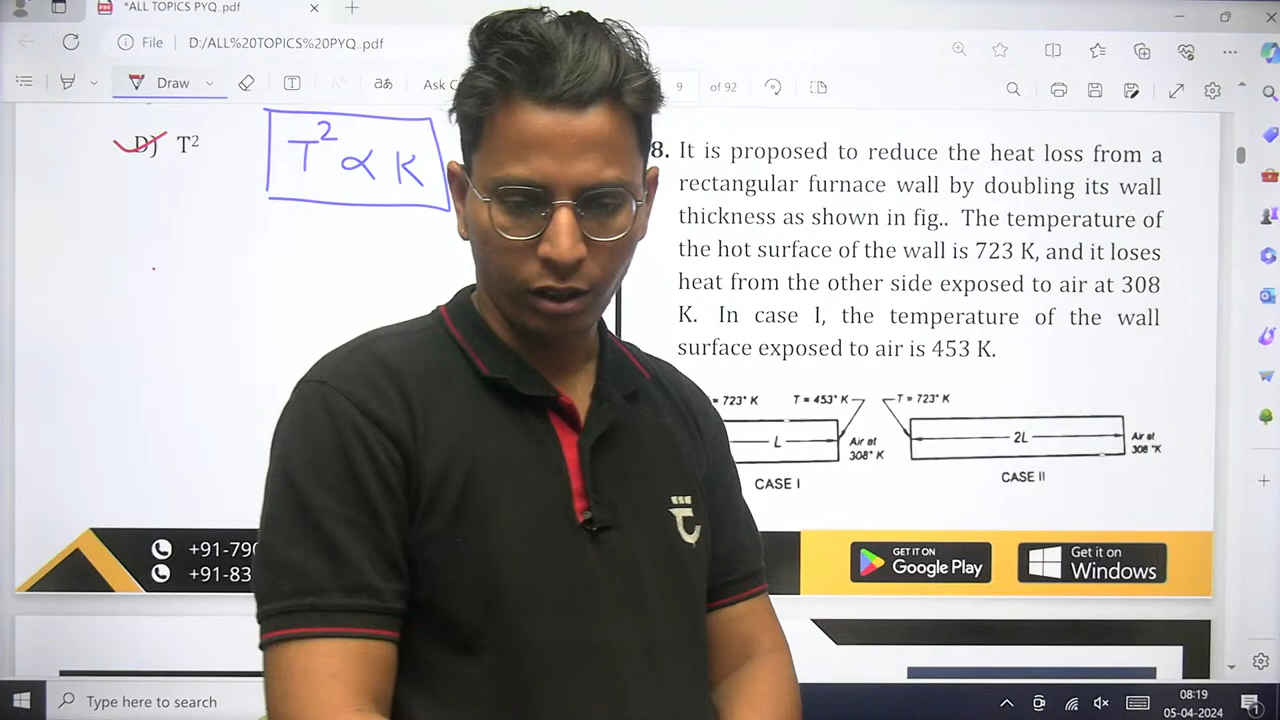 *ALL TOPICS PYQ..pdf
File
D:/ALL%20TOPICS%20PYQ..pdf
Draw
T
aあ
Ask
9
of 92
D) T²
T² ∝ K
8. It is proposed to reduce the heat loss from a
rectangular furnace wall by doubling its wall
thickness as shown in fig.. The temperature of
the hot surface of the wall is 723 K, and it loses
heat from the other side exposed to air at 308
K. In case I, the temperature of the wall
surface exposed to air is 453 K.
= 723° K T = 453° K T = 723° K
L
2L
Air at
308° K
Air at
308 °K
CASE I
CASE II
+91-790
+91-83
GET IT ON
Google Play
Get it on
Windows
Type here to search
08:19
05-04-2024